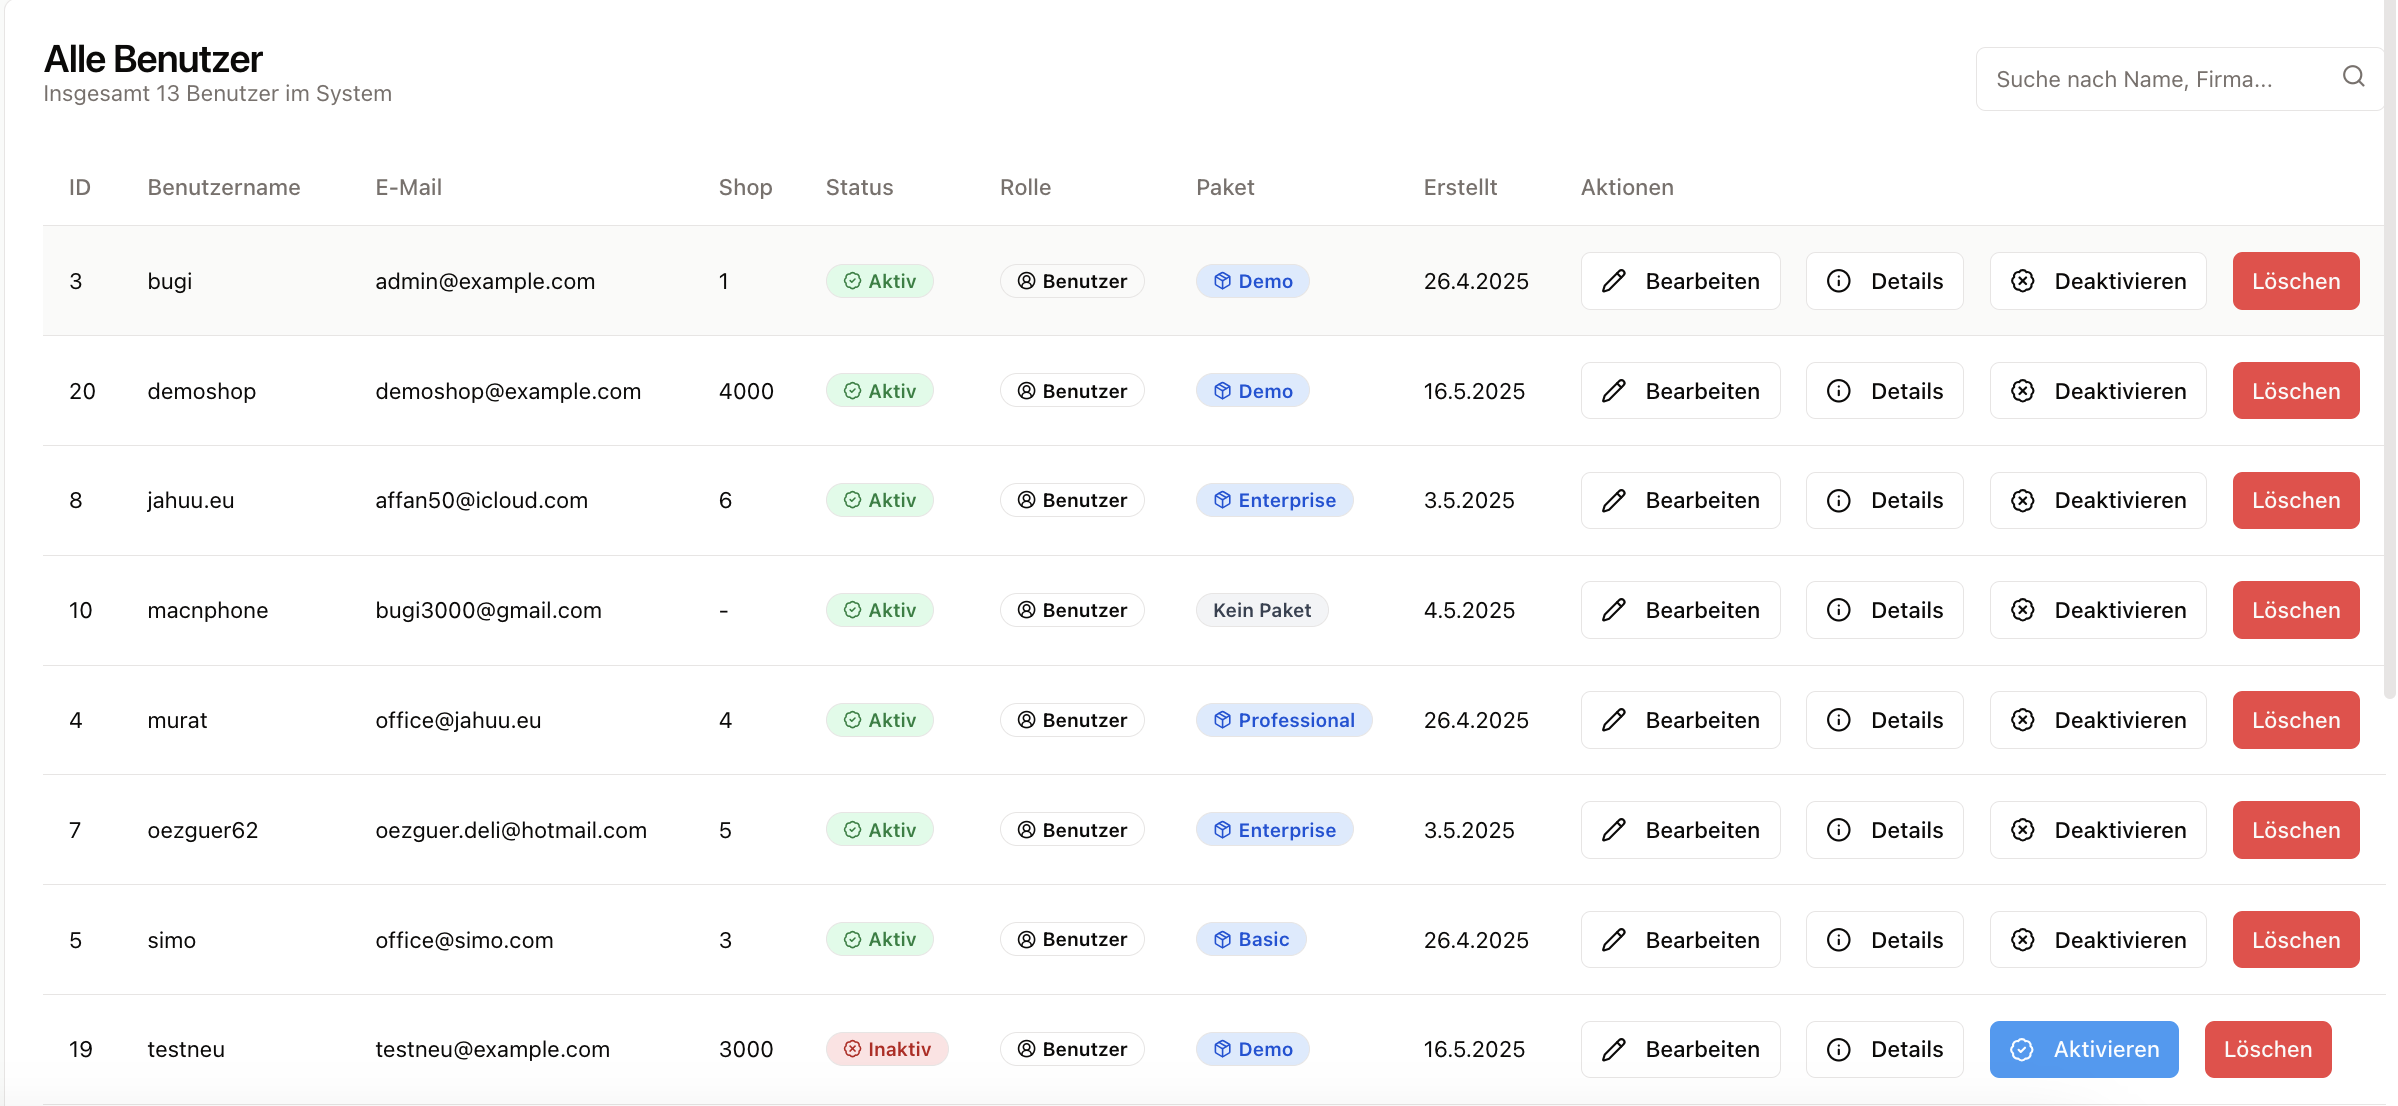 Alle Benutzer
Insgesamt 13 Benutzer im System
Suche nach Name, Firma...
ID Benutzername E-Mail Shop Status Rolle Paket Erstellt Aktionen
3 bugi admin@example.com 1 Aktiv Benutzer Demo 26.4.2025 Bearbeiten Details Deaktivieren Löschen
20 demoshop demoshop@example.com 4000 Aktiv Benutzer Demo 16.5.2025 Bearbeiten Details Deaktivieren Löschen
8 jahuu.eu affan50@icloud.com 6 Aktiv Benutzer Enterprise 3.5.2025 Bearbeiten Details Deaktivieren Löschen
10 macnphone bugi3000@gmail.com - Aktiv Benutzer Kein Paket 4.5.2025 Bearbeiten Details Deaktivieren Löschen
4 murat office@jahuu.eu 4 Aktiv Benutzer Professional 26.4.2025 Bearbeiten Details Deaktivieren Löschen
7 oezguer62 oezguer.deli@hotmail.com 5 Aktiv Benutzer Enterprise 3.5.2025 Bearbeiten Details Deaktivieren Löschen
5 simo office@simo.com 3 Aktiv Benutzer Basic 26.4.2025 Bearbeiten Details Deaktivieren Löschen
19 testneu testneu@example.com 3000 Inaktiv Benutzer Demo 16.5.2025 Bearbeiten Details Aktivieren Löschen